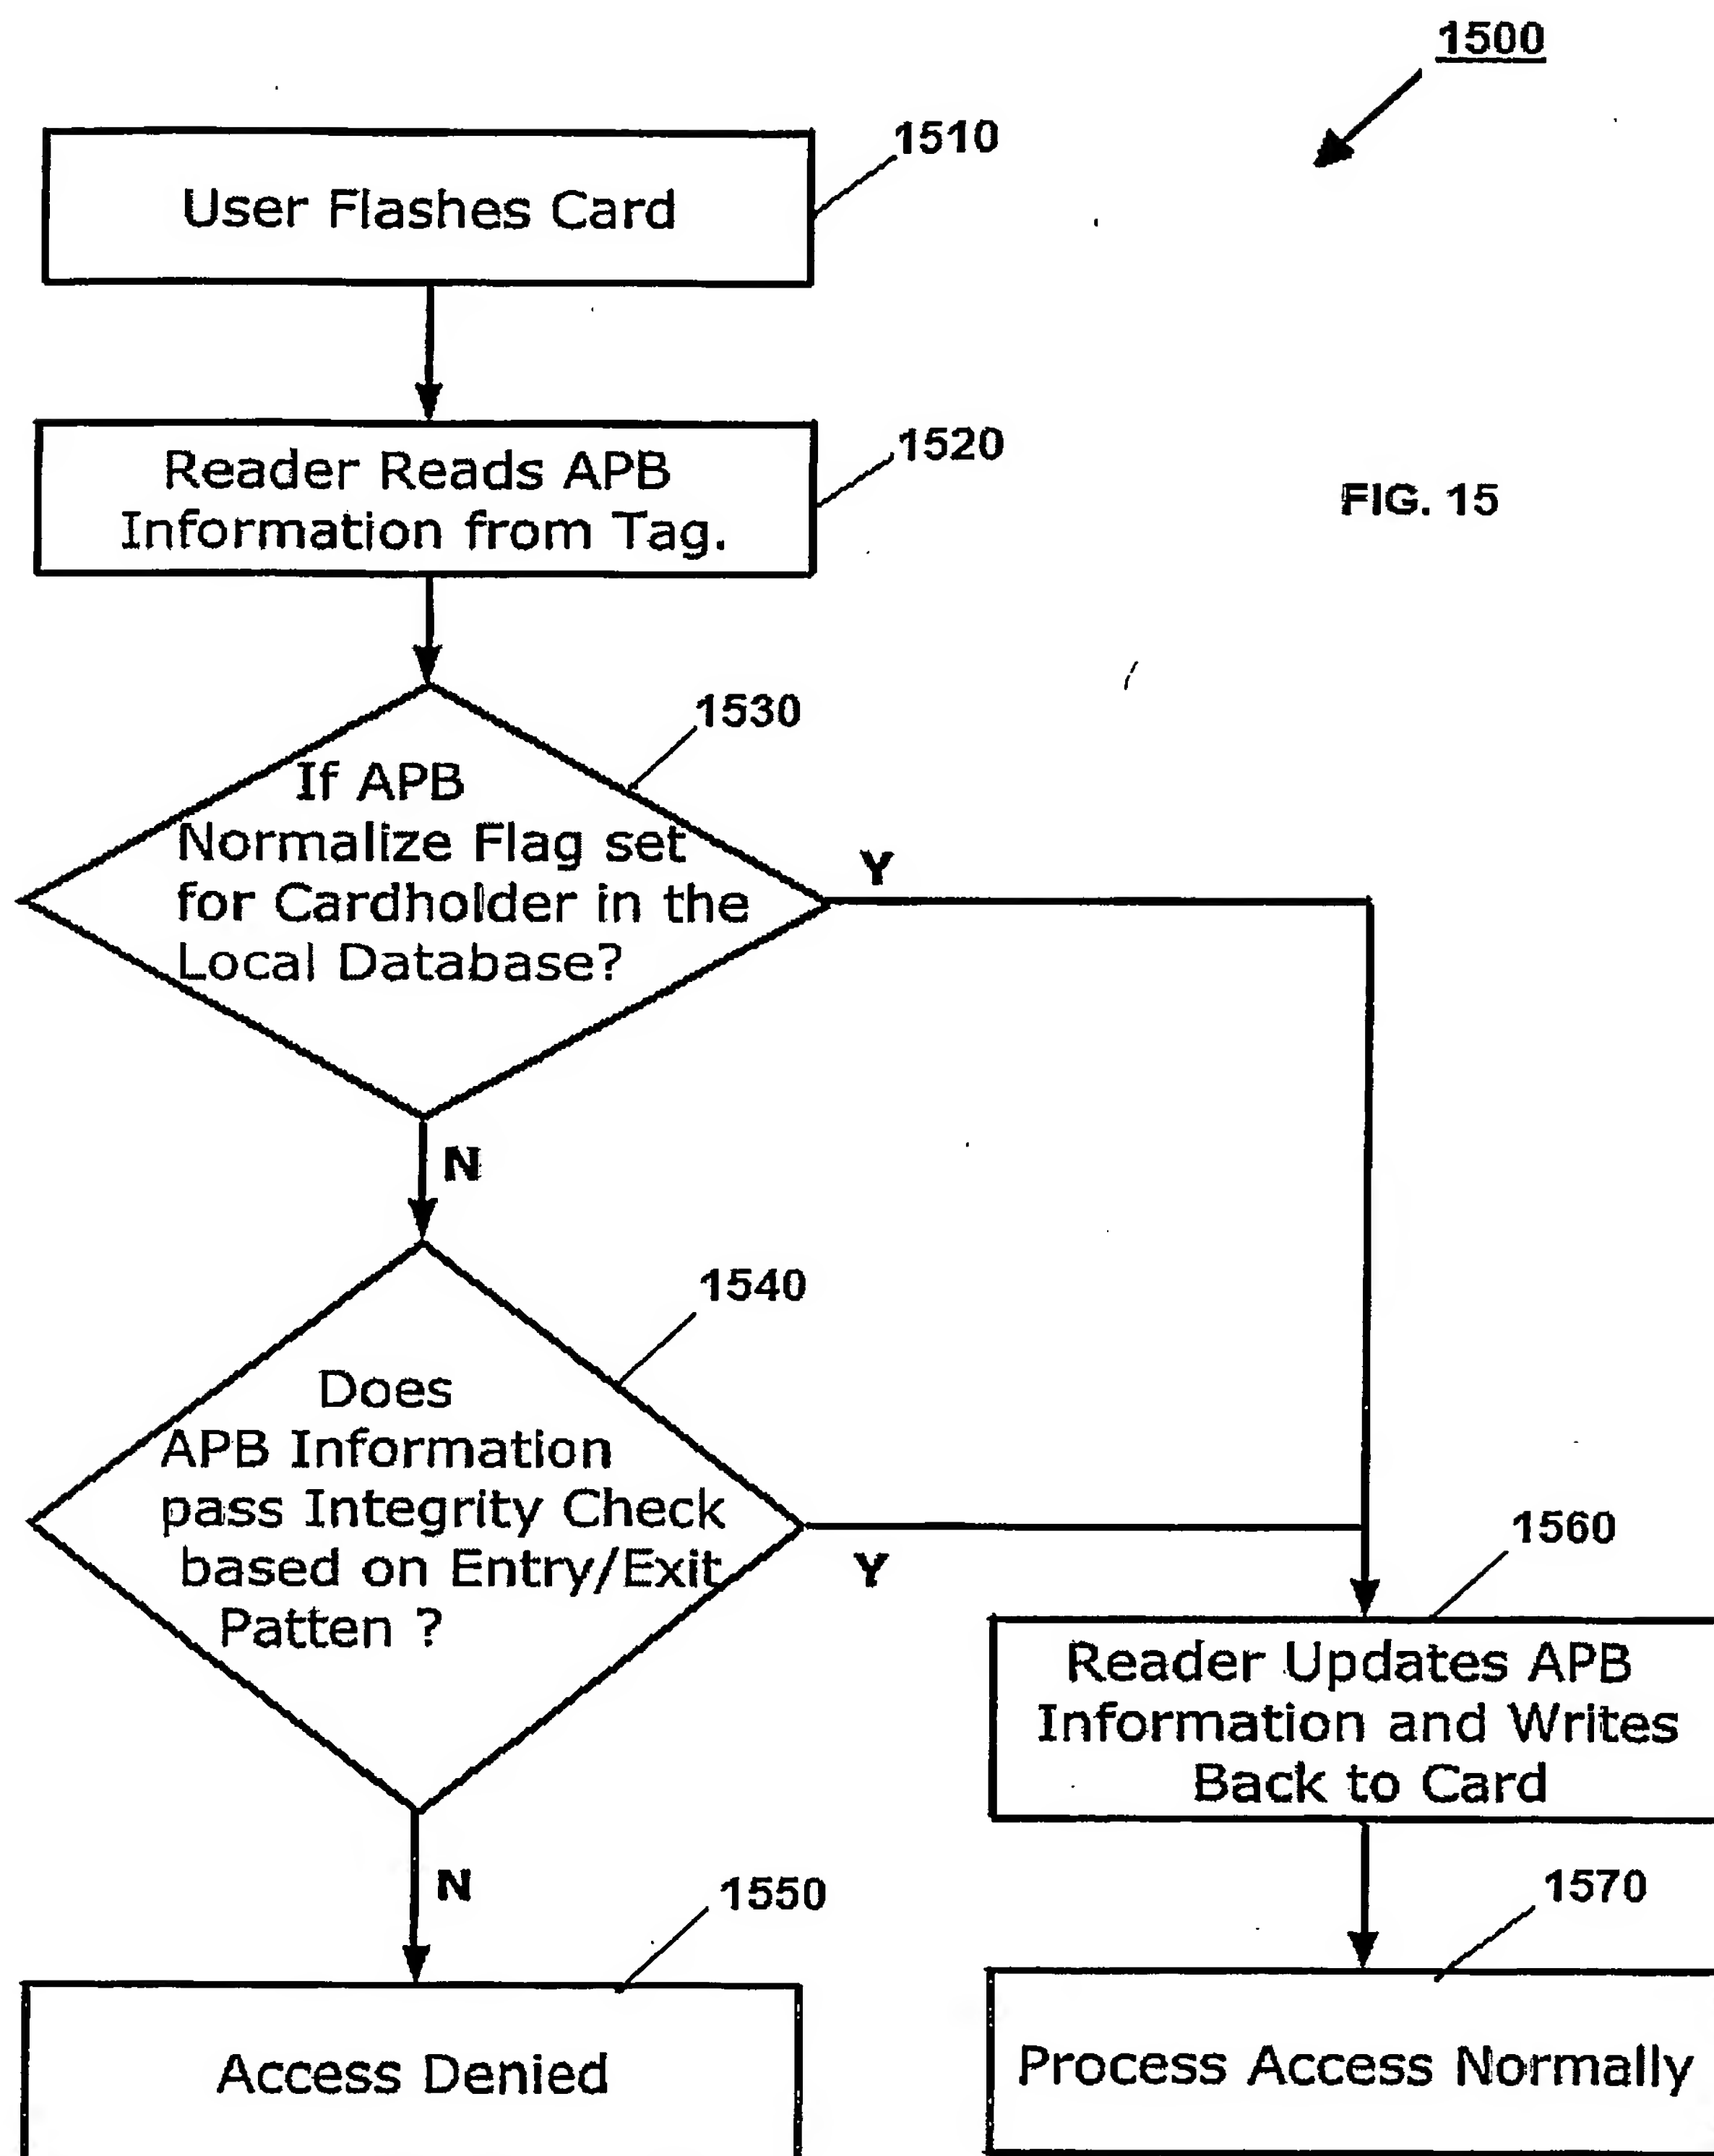 1500
1510
User Flashes Card
1520
Reader Reads APB
Information from Tag.
FIG. 15
1530
If APB
Normalize Flag set
for Cardholder in the
Local Database?
Y
N
1540
Does
APB Information
pass Integrity Check
based on Entry/Exit
Patten ?
Y
1560
Reader Updates APB
Information and Writes
Back to Card
N
1550
Access Denied
1570
Process Access Normally